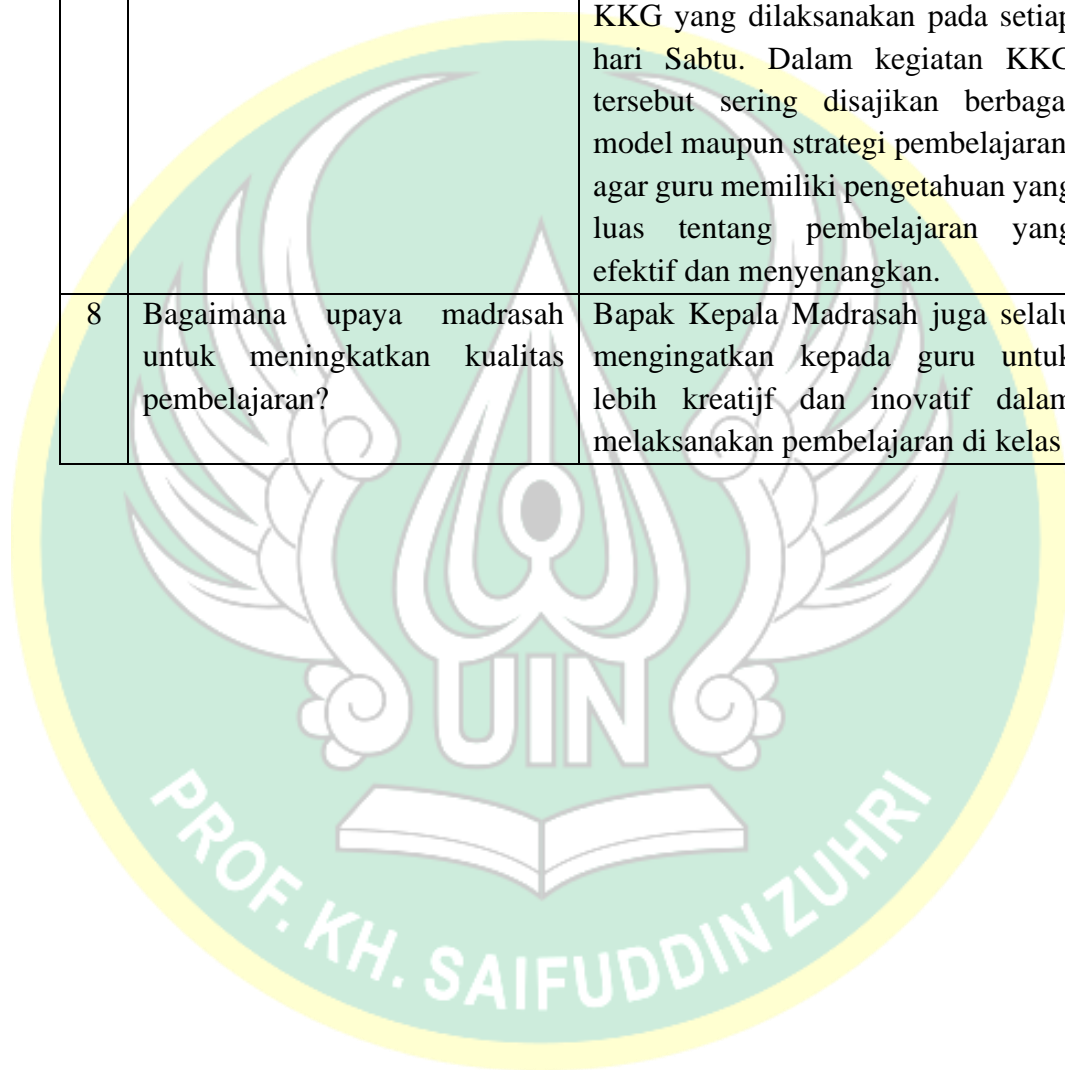 KKG yang dilaksanakan pada setiap
hari Sabtu. Dalam kegiatan KKG
tersebut sering disajikan berbaga
model maupun strategi pembelajaran
agar guru memiliki pengetahuan yang
luas tentang pembelajaran yang
efektif dan menyenangkan.
8 Bagaimana upaya madrasah
untuk meningkatkan kualitas
pembelajaran?
Bapak Kepala Madrasah juga selalu
mengingatkan kepada guru untuk
lebih kreatijf dan inovatif dalam
melaksanakan pembelajaran di kelas
UIN
PROF. KH. SAIFUDDIN ZUHRI